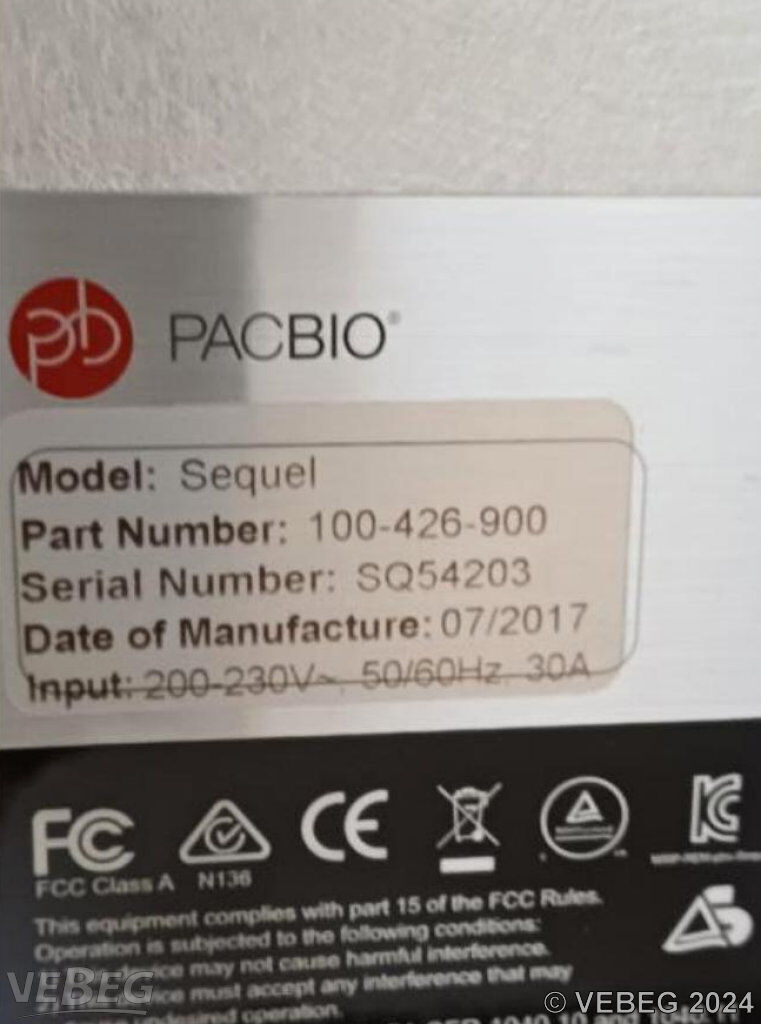 pb PACBIO®
Model: Sequel
Part Number: 100-426-900
Serial Number: SQ54203
Date of Manufacture: 07/2017
Input: 200-230V~, 50/60Hz, 30A
FC CE
FCC Class A N136
This equipment complies with part 15 of the FCC Rules.
Operation is subjected to the following conditions:
may not cause harmful interference.
must accept any interference that may
operation.
VEBEG
© VEBEG 2024